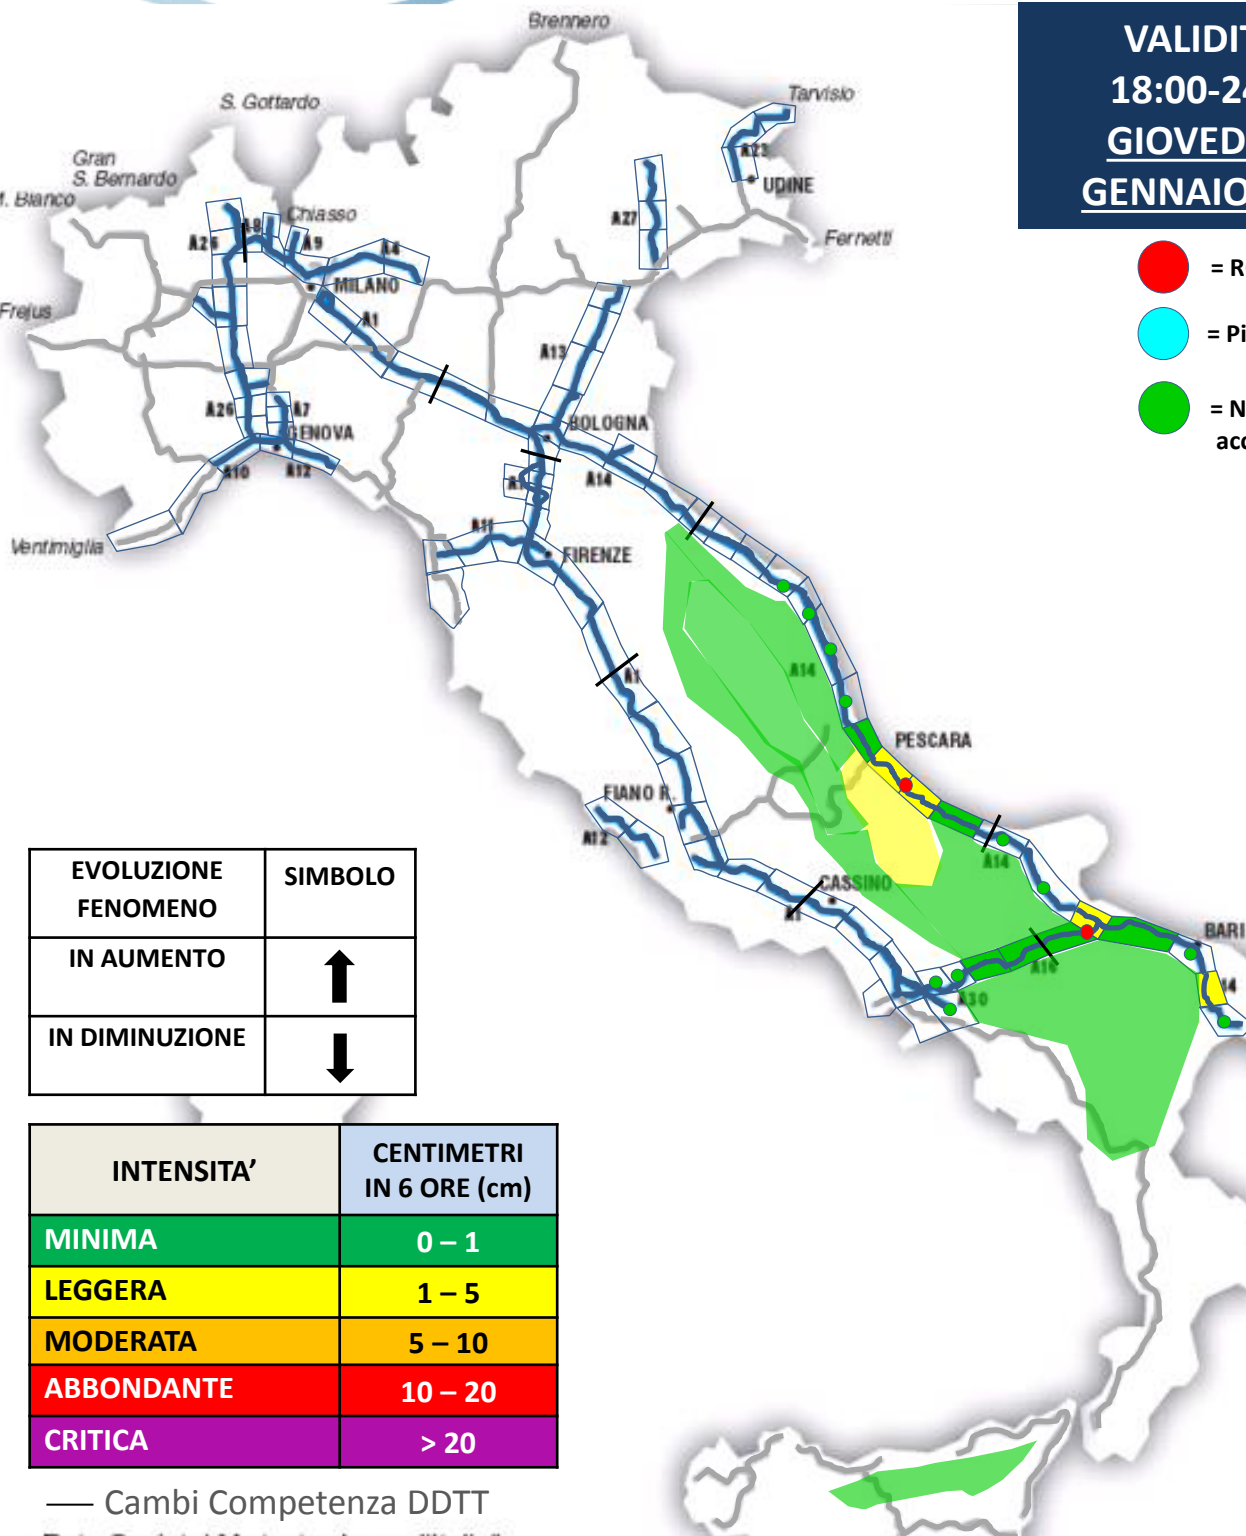 Brennero
VALIDIT
18:00-24
GIOVED
GENNAIO
S. Gottardo
Tarvisio
Gran
S. Bernardo
M. Bianco
A23
UDINE
Chiasso
A8
A9
A26
A4
A27
Fernetti
= R
MILANO
Frejus
A1
= Pi
A13
= N
acc
A26
A7
GENOVA
BOLOGNA
A10
A12
A14
A11
Ventimiglia
FIRENZE
A1
A14
PESCARA
FIANO R.
A12
A14
CASSINO
A1
BARI
A16
A30
14
EVOLUZIONE
FENOMENO
SIMBOLO
IN AUMENTO
IN DIMINUZIONE
INTENSITA’
CENTIMETRI
IN 6 ORE (cm)
MINIMA
0 – 1
LEGGERA
1 – 5
MODERATA
5 – 10
ABBONDANTE
10 – 20
CRITICA
> 20
Cambi Competenza DDTT